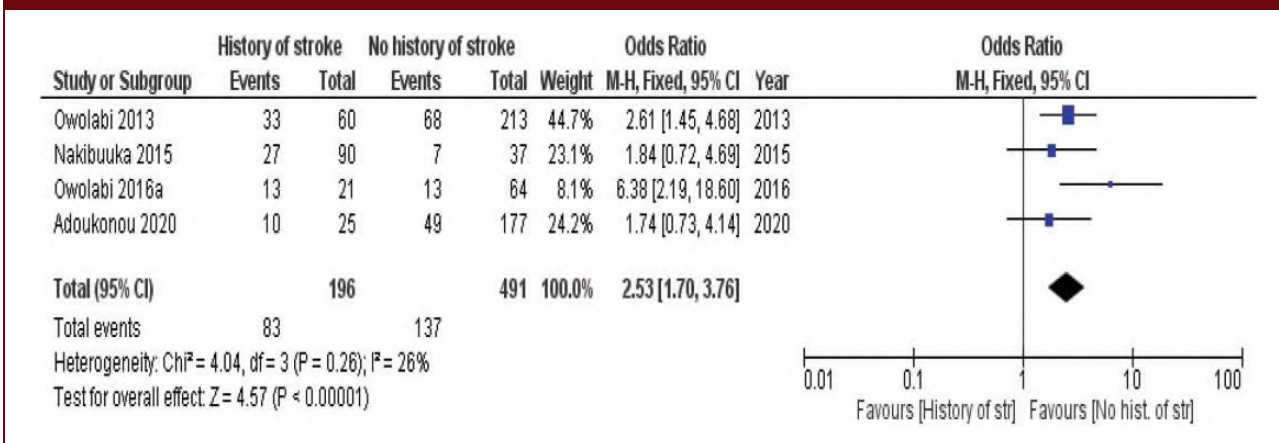 History of stroke No history of stroke Odds Ratio Odds Ratio
Study or Subgroup Events Total Events Total Weight M-H, Fixed, 95% CI Year M-H, Fixed, 95% CI
Owolabi 2013 33 60 68 213 44.7% 2.61 [1.45, 4.68] 2013
Nakibuuka 2015 27 90 7 37 23.1% 1.84 [0.72, 4.69] 2015
Owolabi 2016a 13 21 13 64 8.1% 6.38 [2.19, 18.60] 2016
Adoukonou 2020 10 25 49 177 24.2% 1.74 [0.73, 4.14] 2020
Total (95% CI) 196 491 100.0% 2.53 [1.70, 3.76]
Total events 83 137
Heterogeneity: Chi² = 4.04, df = 3 (P = 0.26); I² = 26%
Test for overall effect: Z = 4.57 (P < 0.00001)
0.01 0.1 1 10 100
Favours [History of str] Favours [No hist. of str]